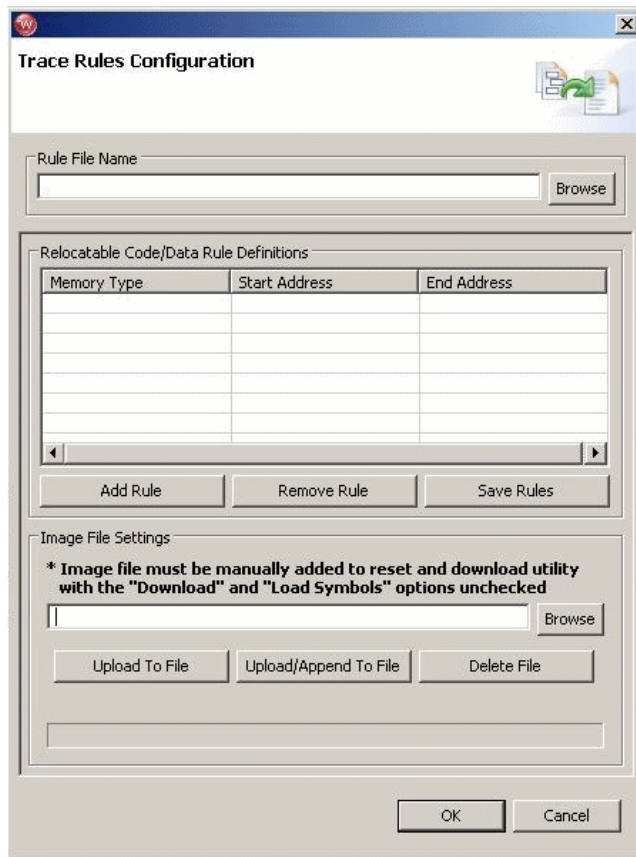 Trace Rules Configuration
Rule File Name
Browse
Relocatable Code/Data Rule Definitions
Memory Type Start Address End Address
Add Rule Remove Rule Save Rules
Image File Settings
* Image file must be manually added to reset and download utility
with the "Download" and "Load Symbols" options unchecked
Browse
Upload To File Upload/Append To File Delete File
OK Cancel